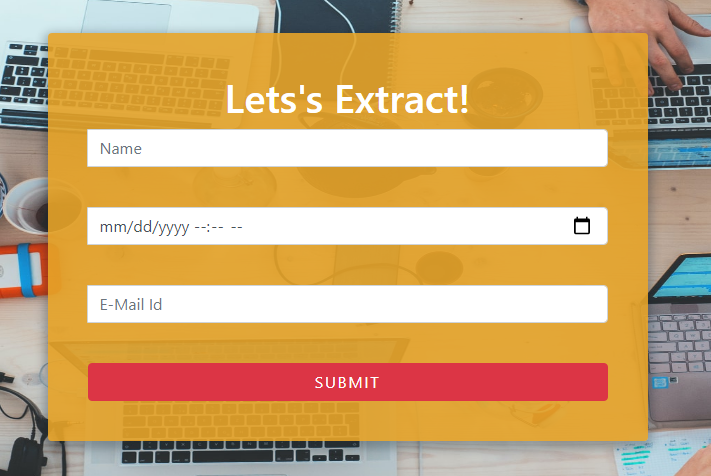 Lets's Extract!
Name
mm/dd/yyyy --:-- --
E-Mail Id
SUBMIT